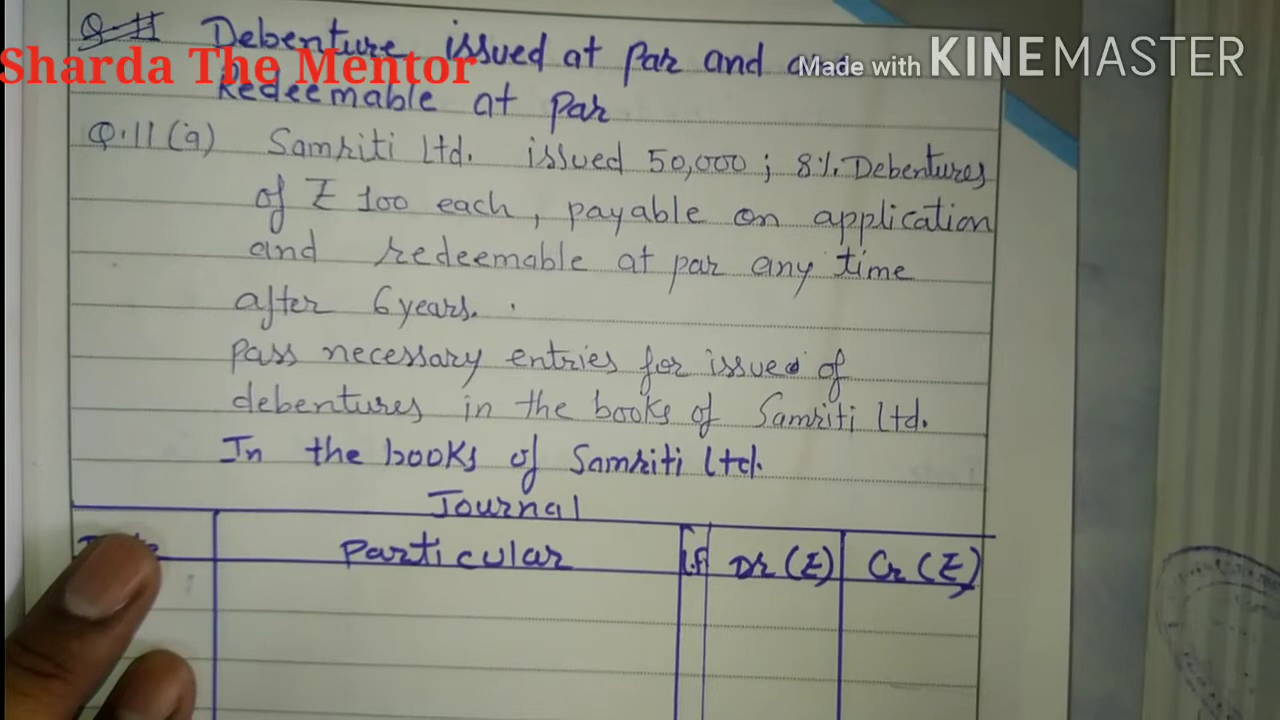 Q-11 Debenture issued at Par and
Sharda The Mentor
Made with KINEMASTER
Redeemable at par
Q.11(a) Samriti Ltd. issued 50,000; 8% Debentures
of ₹ 100 each, payable on application
and redeemable at par any time
after 6 years.
Pass necessary entries for issued of
debentures in the books of Samriti Ltd.
In the books of Samriti Ltd.
Journal
Particular L.F Dr (₹) Cr (₹)